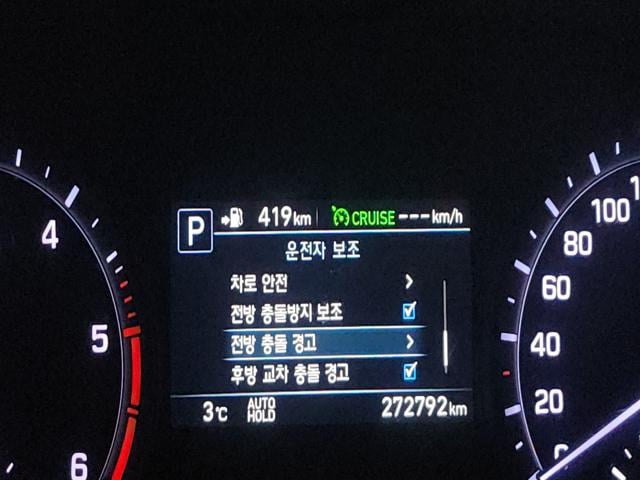 419km CRUISE ---km/h
P
운전자 보조
차로 안전 >
전방 충돌방지 보조
전방 충돌 경고 >
후방 교차 충돌 경고
3℃ AUTO HOLD 272792km
4
5
6
100
80
60
40
20